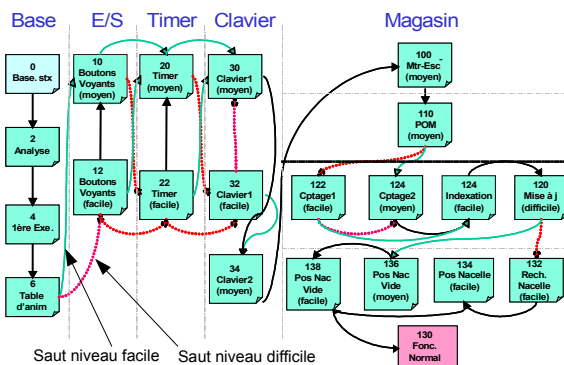 Base E/S Timer Clavier Magasin
0
Base. stx
10
Boutons
Voyants
(moyen)
20
Timer
(moyen)
30
Clavier1
(moyen)
100
Mtr-Esc
(moyen)
2
Analyse
110
POM
(moyen)
12
Boutons
Voyants
(facile)
22
Timer
(facile)
32
Clavier1
(facile)
122
Cptage1
(facile)
124
Cptage2
(moyen)
124
Indexation
(facile)
120
Mise à j
(difficile)
4
1ère Exe.
6
Table
d'anim
34
Clavier2
(moyen)
138
Pos Nac
Vide
(facile)
136
Pos Nac
Vide
(moyen)
134
Pos Nacelle
(facile)
132
Rech.
Nacelle
(facile)
130
Fonc.
Normal
Saut niveau facile
Saut niveau difficile